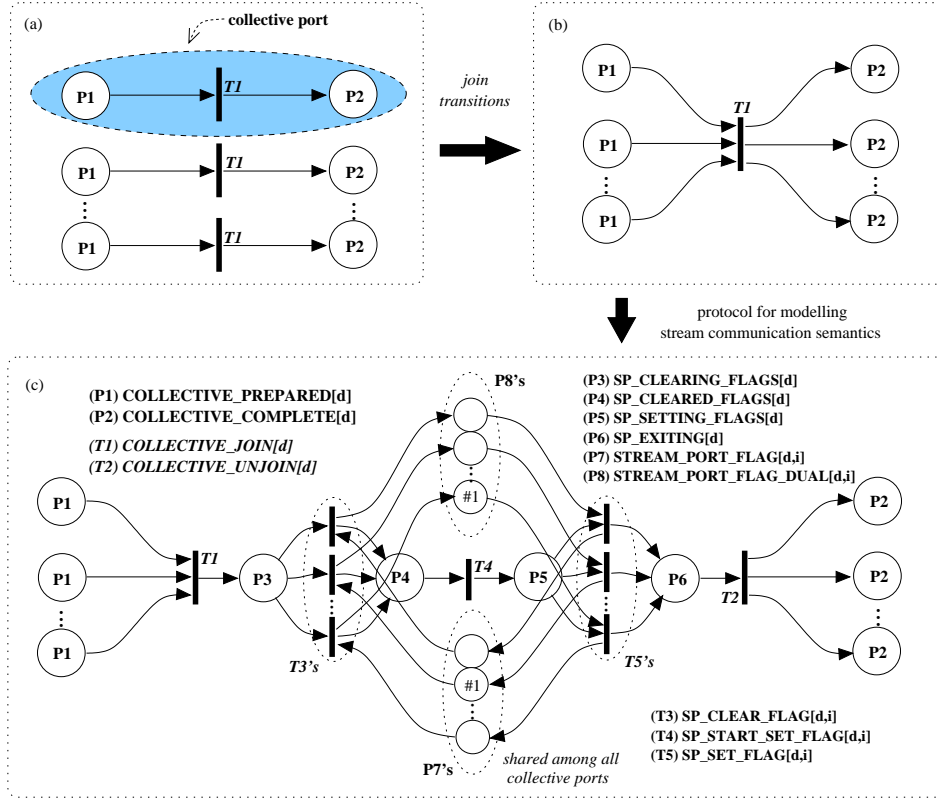 (a)
collective port
P1
T1
P2
P1
T1
P2
P1
T1
P2
join
transitions
(b)
P1
P2
T1
P1
P2
P1
P2
protocol for modelling
stream communication semantics
(c)
(P1) COLLECTIVE_PREPARED[d]
(P2) COLLECTIVE_COMPLETE[d]
(T1) COLLECTIVE_JOIN[d]
(T2) COLLECTIVE_UNJOIN[d]
P8's
(P3) SP_CLEARING_FLAGS[d]
(P4) SP_CLEARED_FLAGS[d]
(P5) SP_SETTING_FLAGS[d]
(P6) SP_EXITING[d]
(P7) STREAM_PORT_FLAG[d,i]
(P8) STREAM_PORT_FLAG_DUAL[d,i]
#1
P1
P2
T1
T4
P1
P3
P4
P5
P6
T2
P2
P1
P2
T3's
T5's
#1
P7's
shared among all
collective ports
(T3) SP_CLEAR_FLAG[d,i]
(T4) SP_START_SET_FLAG[d,i]
(T5) SP_SET_FLAG[d,i]